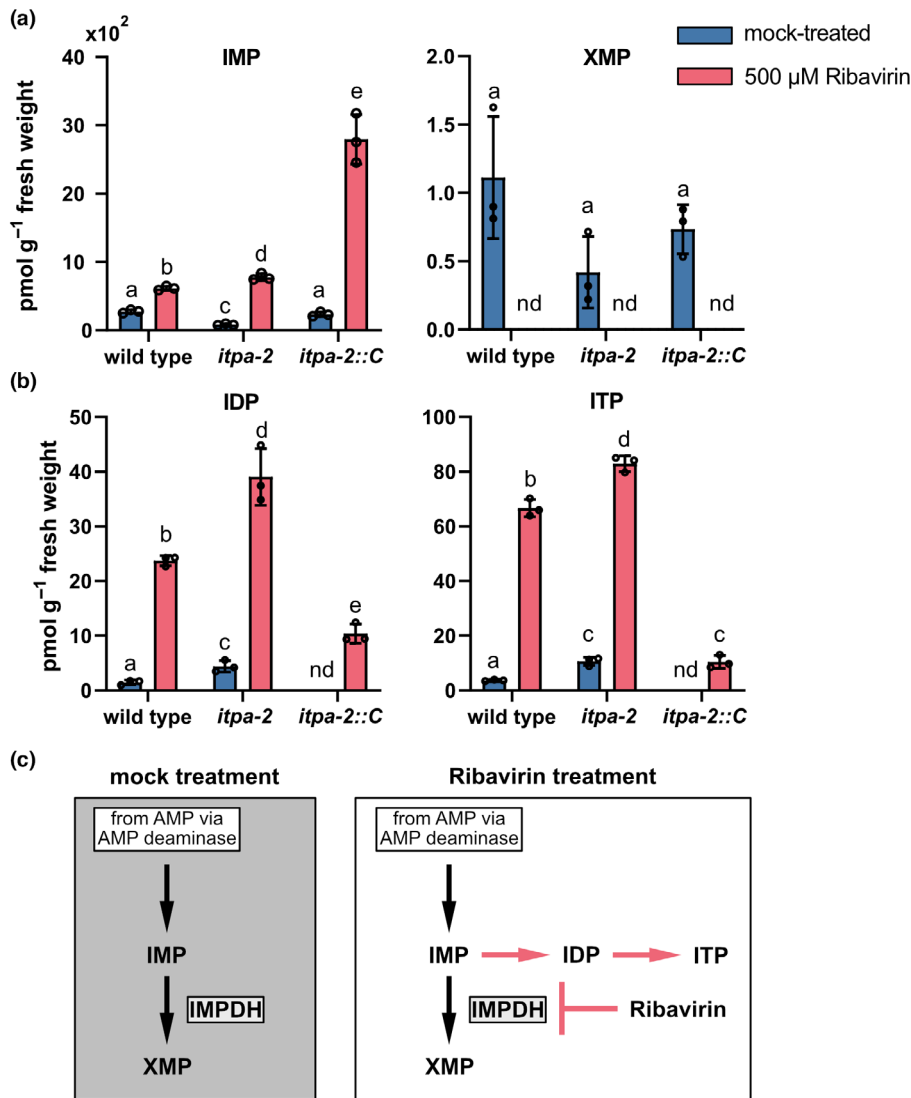 (a)
x10²
IMP
XMP
mock-treated
500 µM Ribavirin
pmol g⁻¹ fresh weight
40
30
20
10
0
a
b
c
d
a
e
wild type
itpa-2
itpa-2::C
2.0
1.5
1.0
0.5
0.0
a
nd
a
nd
a
nd
wild type
itpa-2
itpa-2::C
(b)
IDP
ITP
pmol g⁻¹ fresh weight
50
40
30
20
10
0
a
b
c
d
nd
e
wild type
itpa-2
itpa-2::C
100
80
60
40
20
0
a
b
c
d
nd
c
wild type
itpa-2
itpa-2::C
(c)
mock treatment
from AMP via
AMP deaminase
IMP
IMPDH
XMP
Ribavirin treatment
from AMP via
AMP deaminase
IMP
IDP
ITP
IMPDH
Ribavirin
XMP